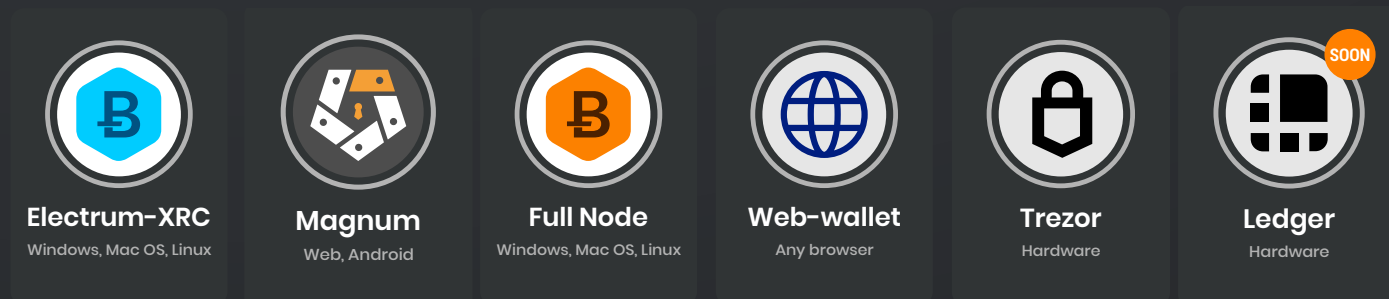 SOON
Electrum-XRC
Windows, Mac OS, Linux
Magnum
Web, Android
Full Node
Windows, Mac OS, Linux
Web-wallet
Any browser
Trezor
Hardware
Ledger
Hardware